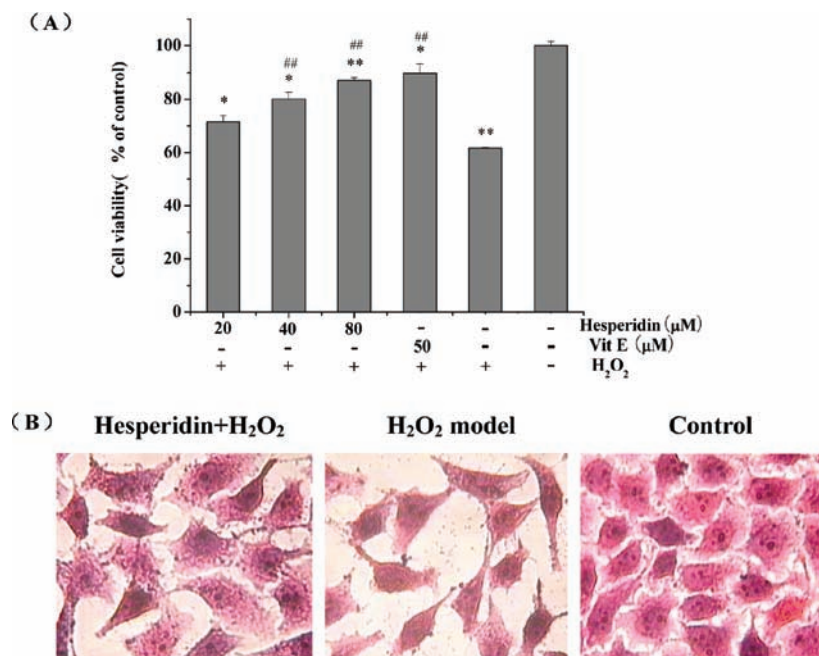 (A)
## ## ##
* * ** * **
100
80
60
40
20
0
Cell viability( % of control)
20 40 80 - - - Hesperidin (μM)
- - - 50 - - Vit E (μM)
+ + + + + - H₂O₂
(B) Hesperidin+H₂O₂ H₂O₂ model Control